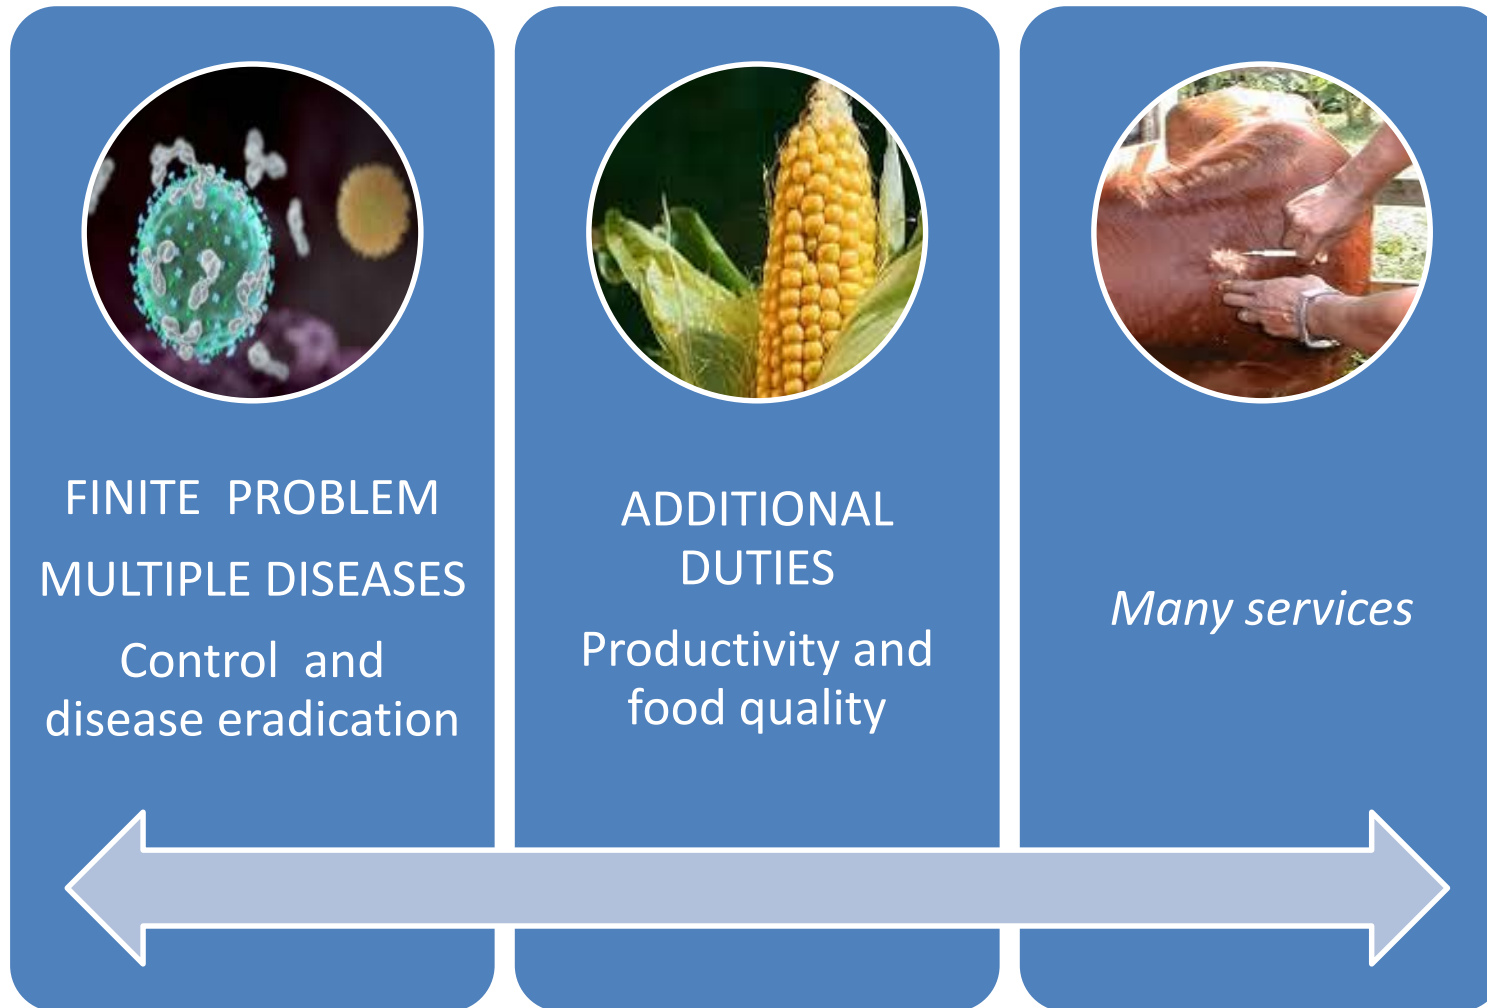 FINITE  PROBLEM
MULTIPLE DISEASES
Control  and
disease eradication
ADDITIONAL
DUTIES
Productivity and
food quality
Many services